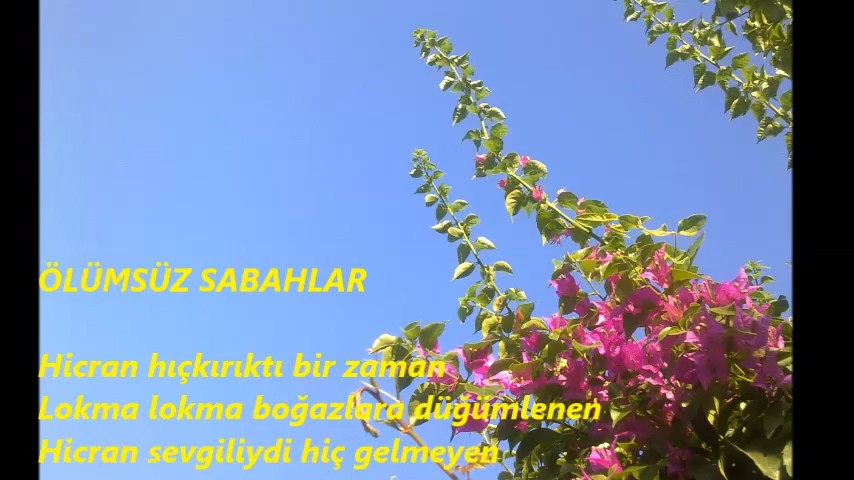 ÖLÜMSÜZ SABAHLAR
Hicran hıçkırıktı bir zaman
Lokma lokma boğazlara düğümlenen
Hicran sevgiliydi hiç gelmeyen